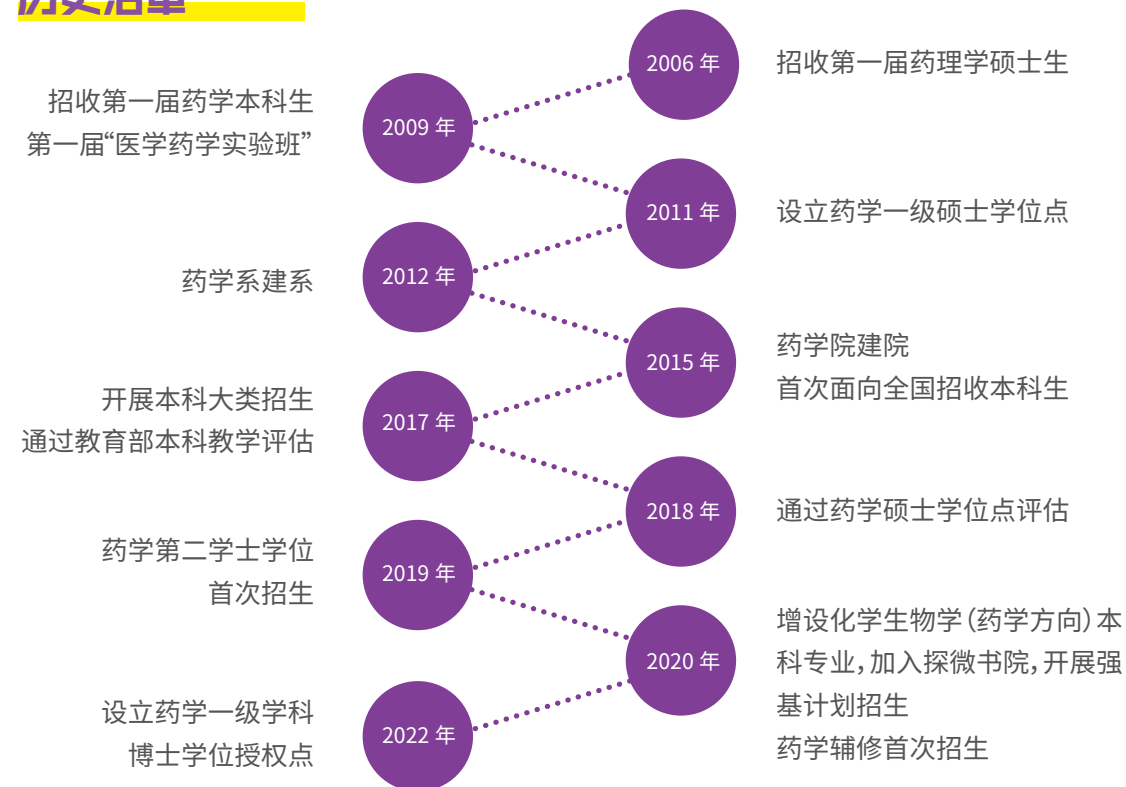 历史沿革
2006 年
招收第一届药理学硕士生
2009 年
招收第一届药学本科生
第一届“医学药学实验班”
2011 年
设立药学一级硕士学位点
2012 年
药学系建系
2015 年
药学院建院
首次面向全国招收本科生
2017 年
开展本科大类招生
通过教育部本科教学评估
2018 年
通过药学硕士学位点评估
2019 年
药学第二学士学位
首次招生
2020 年
增设化学生物学(药学方向)本
科专业,加入探微书院,开展强
基计划招生
药学辅修首次招生
2022 年
设立药学一级学科
博士学位授权点